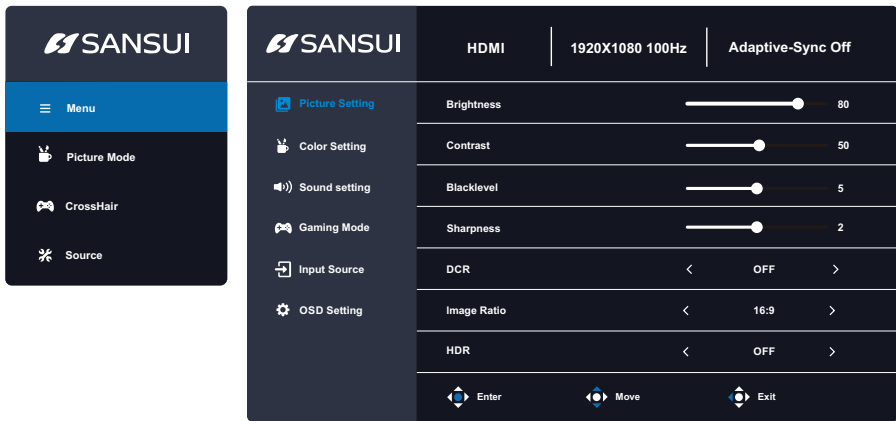 SANSUI
Menu
Picture Mode
CrossHair
Source
SANSUI
HDMI
1920X1080 100Hz
Adaptive-Sync Off
Picture Setting
Color Setting
Sound setting
Gaming Mode
Input Source
OSD Setting
Brightness 80
Contrast 50
Blacklevel 5
Sharpness 2
DCR < OFF >
Image Ratio < 16:9 >
HDR < OFF >
Enter Move Exit